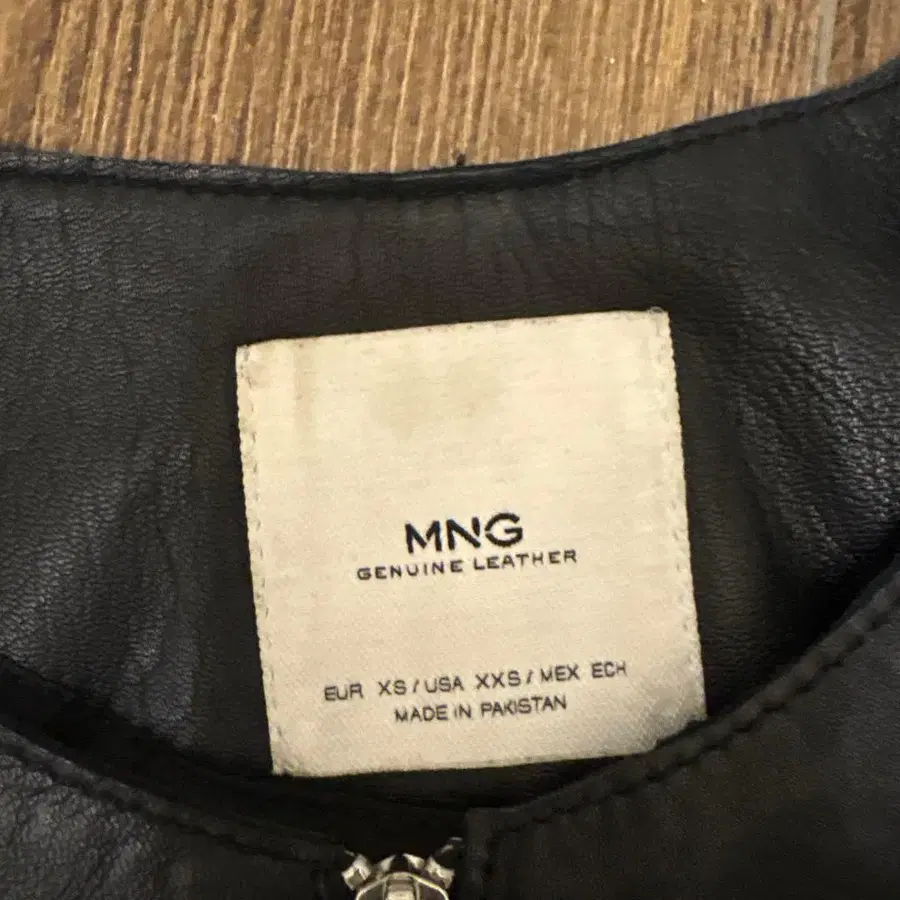 MNG
GENUINE LEATHER
EUR XS / USA XXS / MEX ECH
MADE IN PAKISTAN